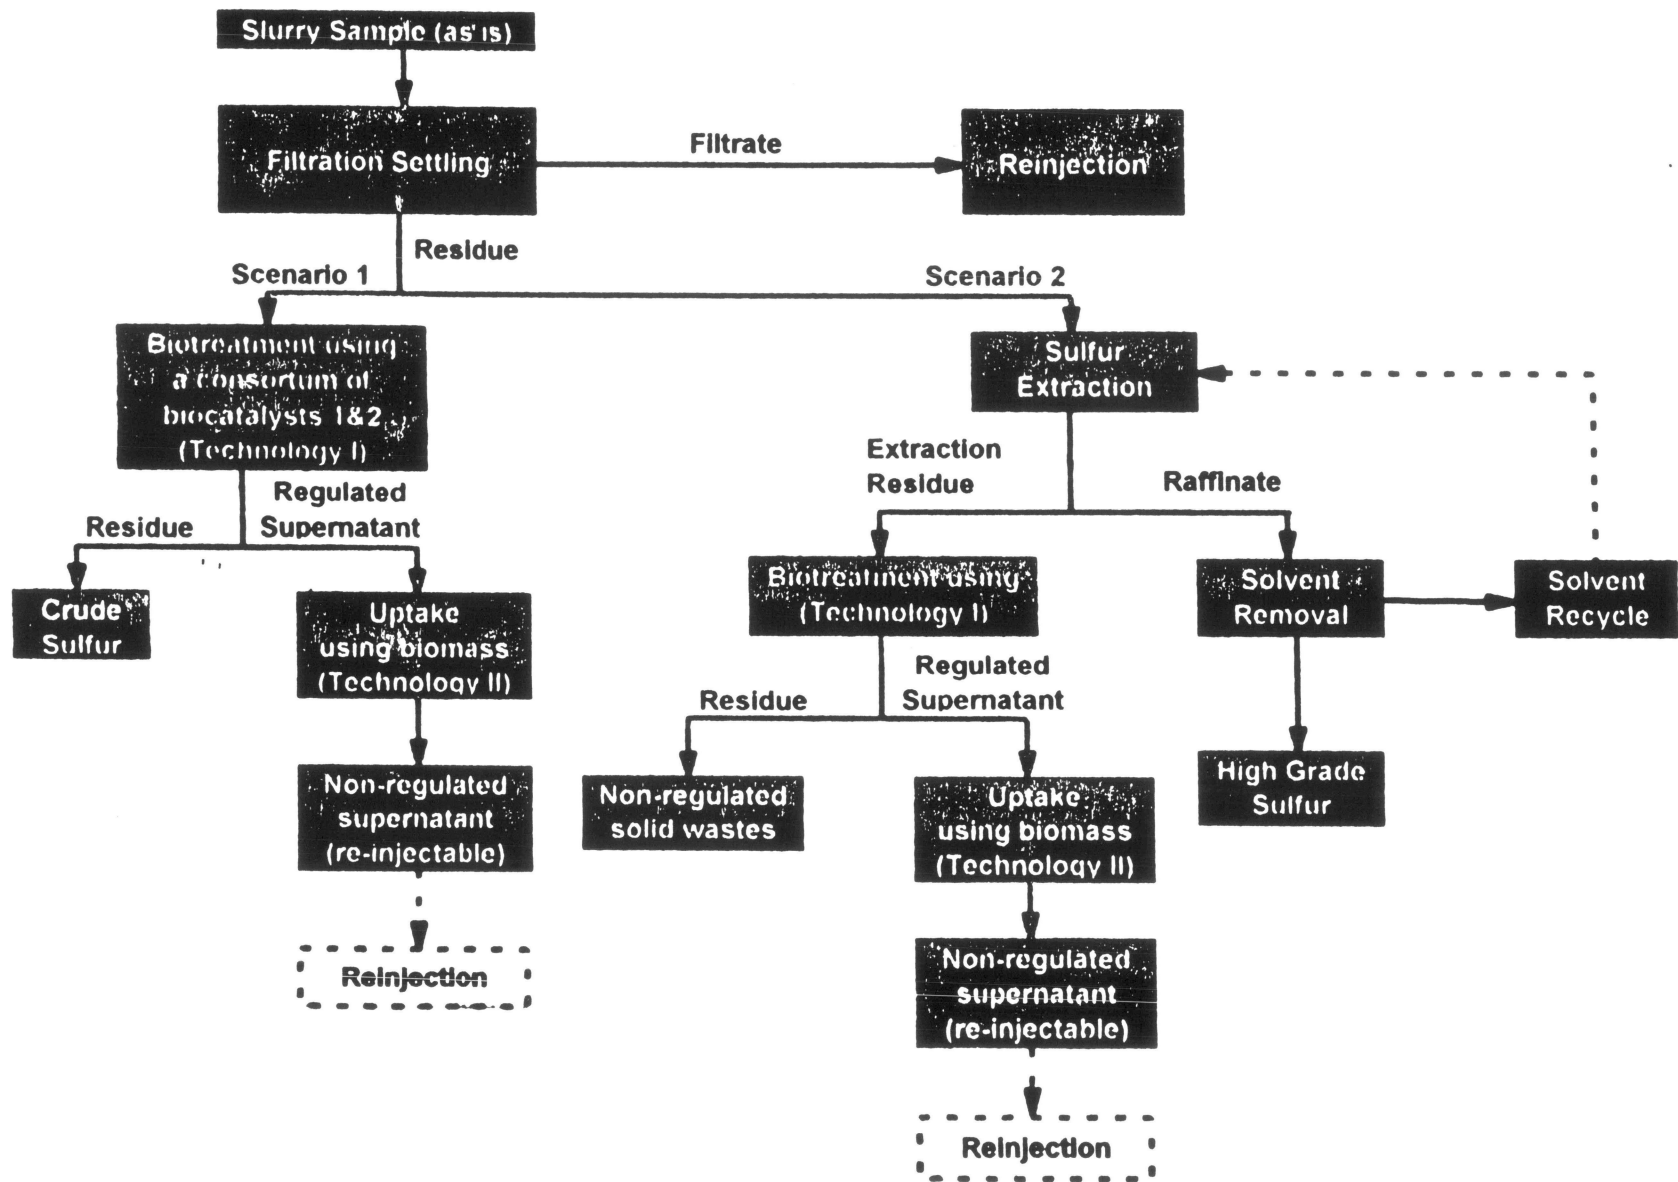 Slurry Sample (as is)
Filtration Settling
Filtrate
Reinjection
Residue
Scenario 1
Scenario 2
Biotreatment using
a consortum of
biocatalysts 1&2
(Technology I)
Sulfur
Extraction
Residue
Regulated
Supernatant
Extraction
Residue
Raffinate
Crude
Sulfur
Uptake
using biomass
(Technology II)
Biotreatment using
(Technology I)
Solvent
Removal
Solvent
Recycle
Residue
Regulated
Supernatant
Non-regulated
supernatant
(re-injectable)
Non-regulated
solid wastes
Uptake
using biomass
(Technology II)
High Grade
Sulfur
Reinjection
Non-regulated
supernatant
(re-injectable)
Reinjection